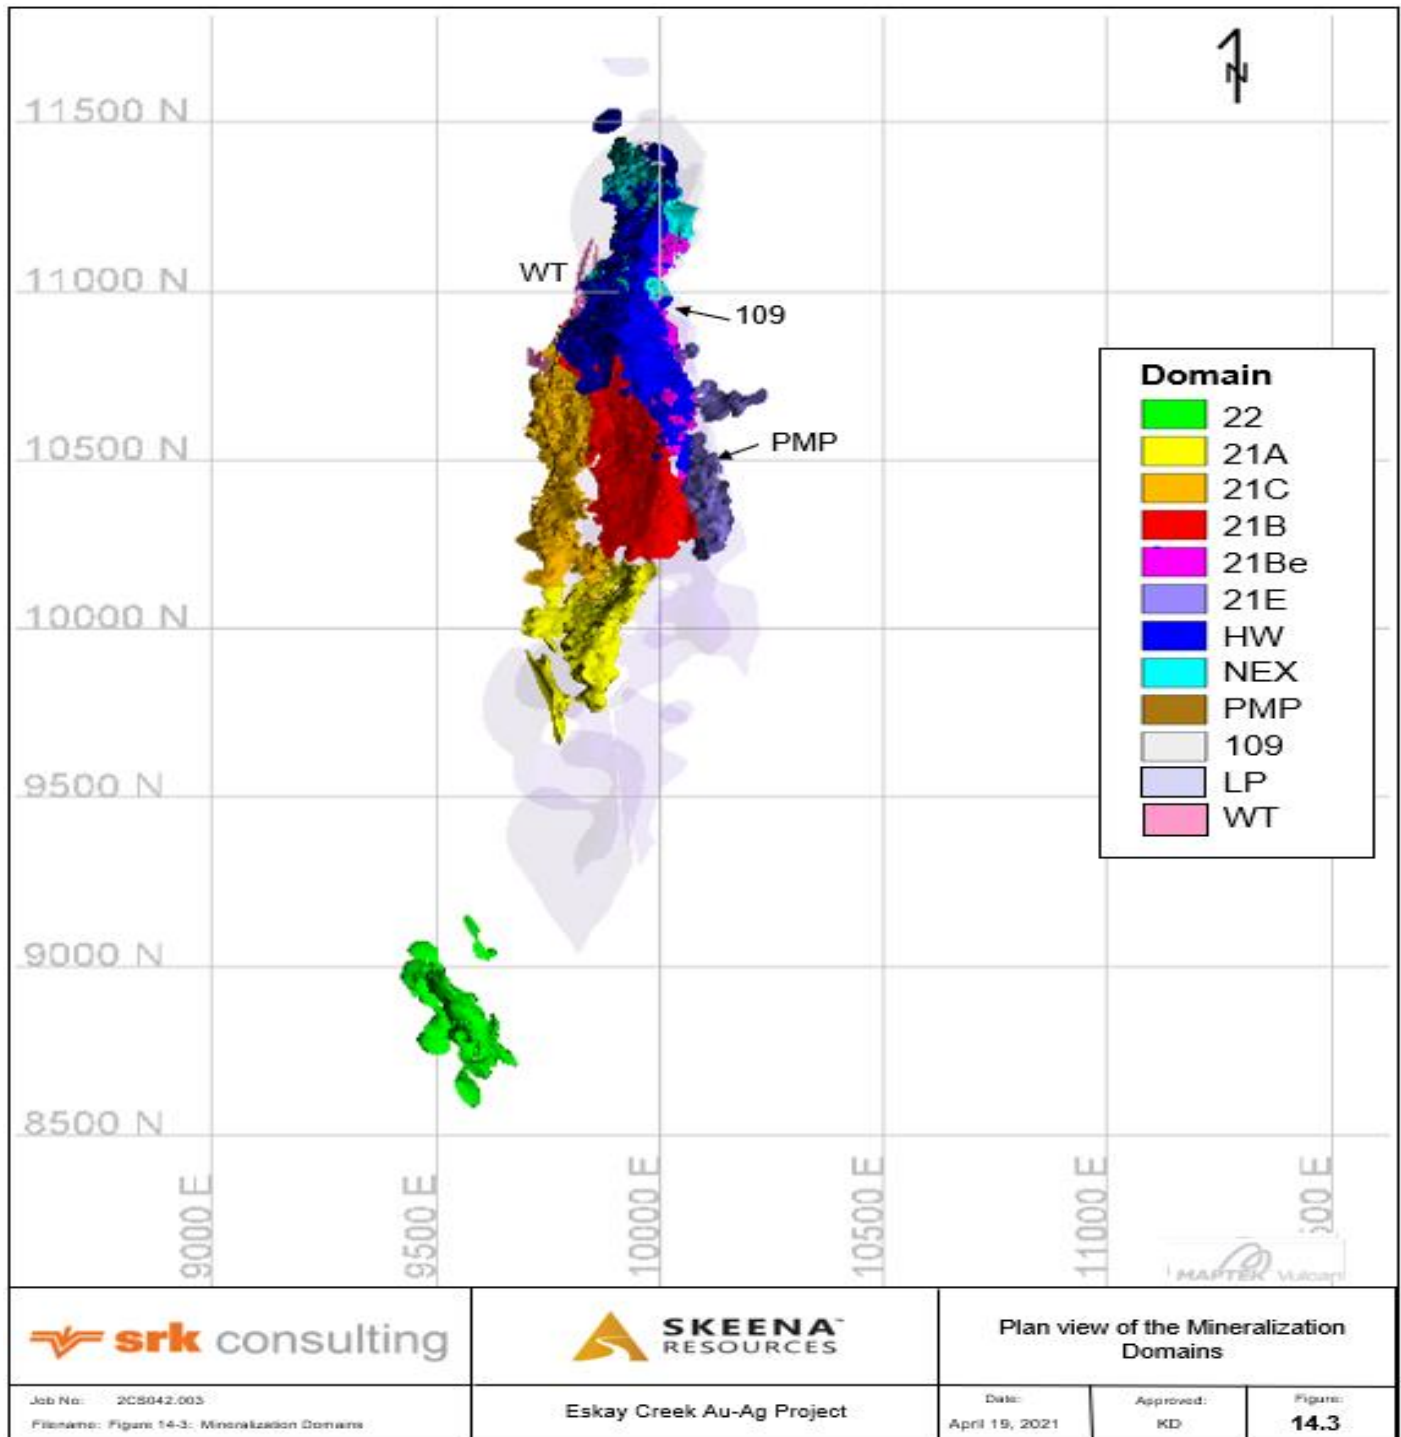 N
11500 N
11000 N
WT
109
10500 N
PMP
10000 N
9500 N
9000 N
8500 N
Domain
22
21A
21C
21B
21Be
21E
HW
NEX
PMP
109
LP
WT
9000 E
9500 E
10000 E
10500 E
11000 E
MAPTEK Vulcan
srk consulting
SKEENA
RESOURCES
Plan view of the Mineralization
Domains
Job No: 2CS042.003
Filename: Figure 14-3: Mineralization Domains
Eskay Creek Au-Ag Project
Date:
April 19, 2021
Approved:
KD
Figure:
14.3